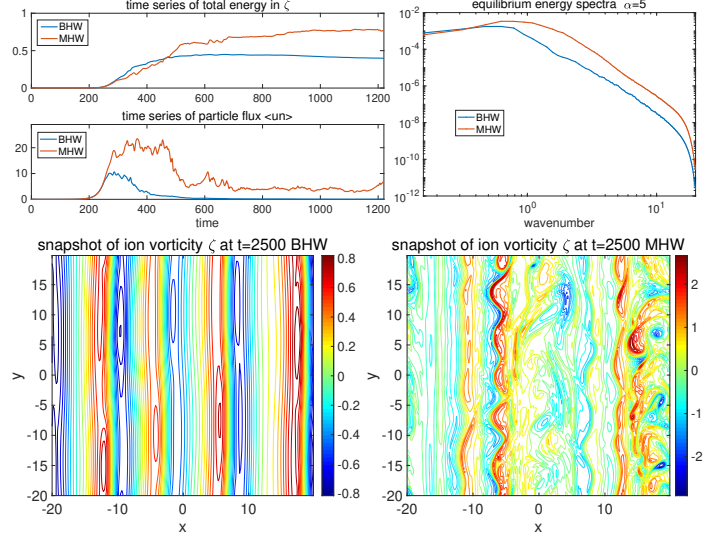 time series of total energy in ζ
1
0.5
0
BHW
MHW
0 200 400 600 800 1000 1200
time series of particle flux <un>
20
10
0
BHW
MHW
0 200 400 600 800 1000 1200
time
equilibrium energy spectra α=5
10^-2
10^-4
10^-6
10^-8
10^-10
10^-12
BHW
MHW
10^0 10^1
wavenumber
snapshot of ion vorticity ζ at t=2500 BHW
15
10
5
0
-5
-10
-15
-20
y
-20 -10 0 10
x
0.8
0.6
0.4
0.2
0
-0.2
-0.4
-0.6
-0.8
snapshot of ion vorticity ζ at t=2500 MHW
15
10
5
0
-5
10
15
20
y
-20 -10 0 10
x
2
1
0
-1
-2